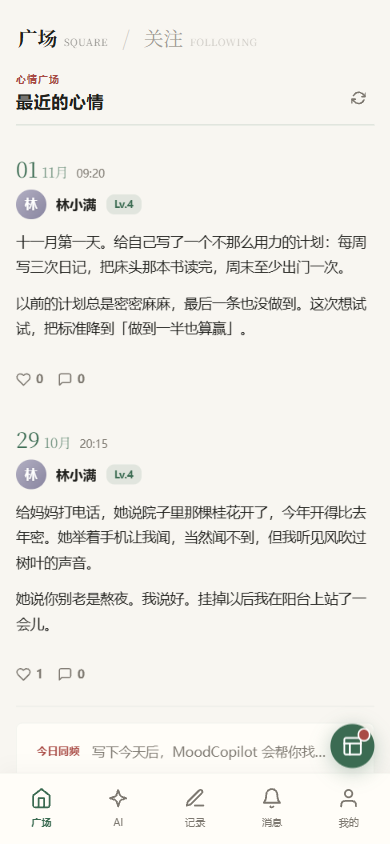 广场 SQUARE / 关注 FOLLOWING
心情广场
最近的心情
01 11月 09:20
林 林小满 Lv.4
十一月第一天。给自己写了一个不那么用力的计划：每周
写三次日记，把床头那本书读完，周末至少出门一次。
以前的计划总是密密麻麻，最后一条也没做到。这次想试
试，把标准降到「做到一半也算赢」。
0 0
29 10月 20:15
林 林小满 Lv.4
给妈妈打电话，她说院子里那棵桂花开了，今年开得比去
年密。她举着手机让我闻，当然闻不到，但我听见风吹过
树叶的声音。
她说你别老是熬夜。我说好。挂掉以后我在阳台上站了一
会儿。
1 0
今日同频 写下今天后，MoodCopilot 会帮你找...
广场 AI 记录 消息 我的